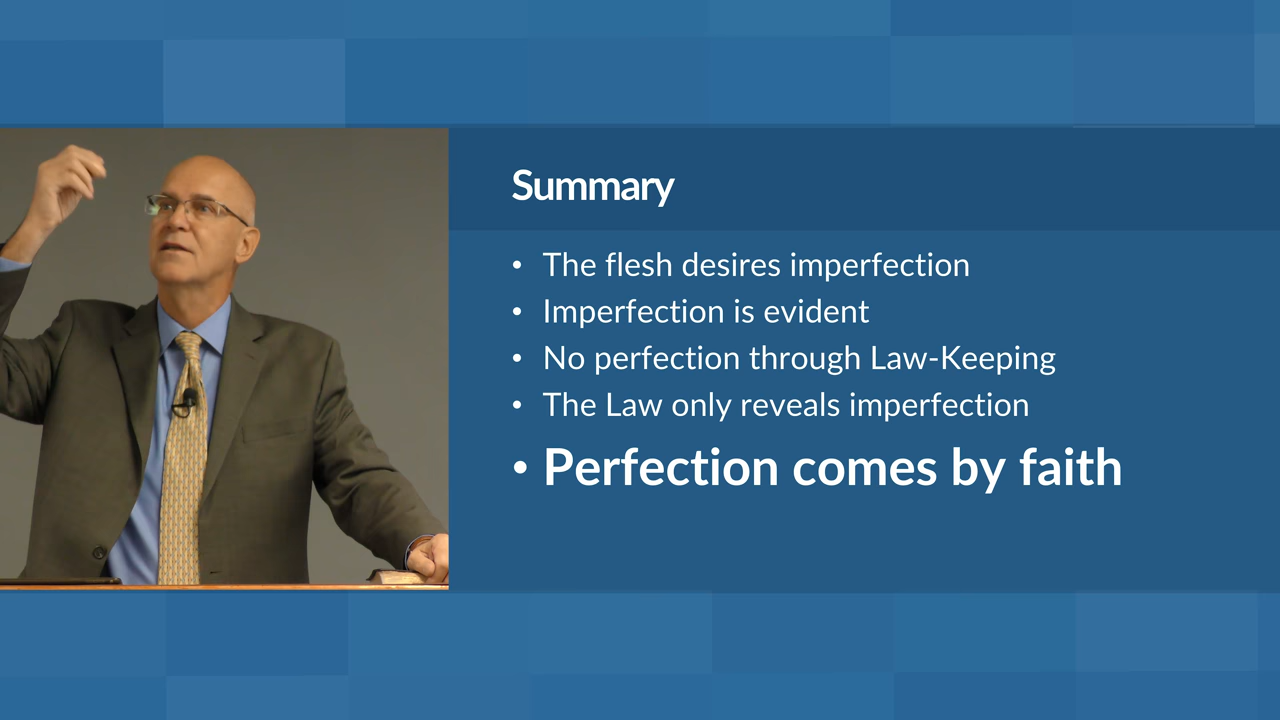 Summary
• The flesh desires imperfection
• Imperfection is evident
• No perfection through Law-Keeping
• The Law only reveals imperfection
• Perfection comes by faith